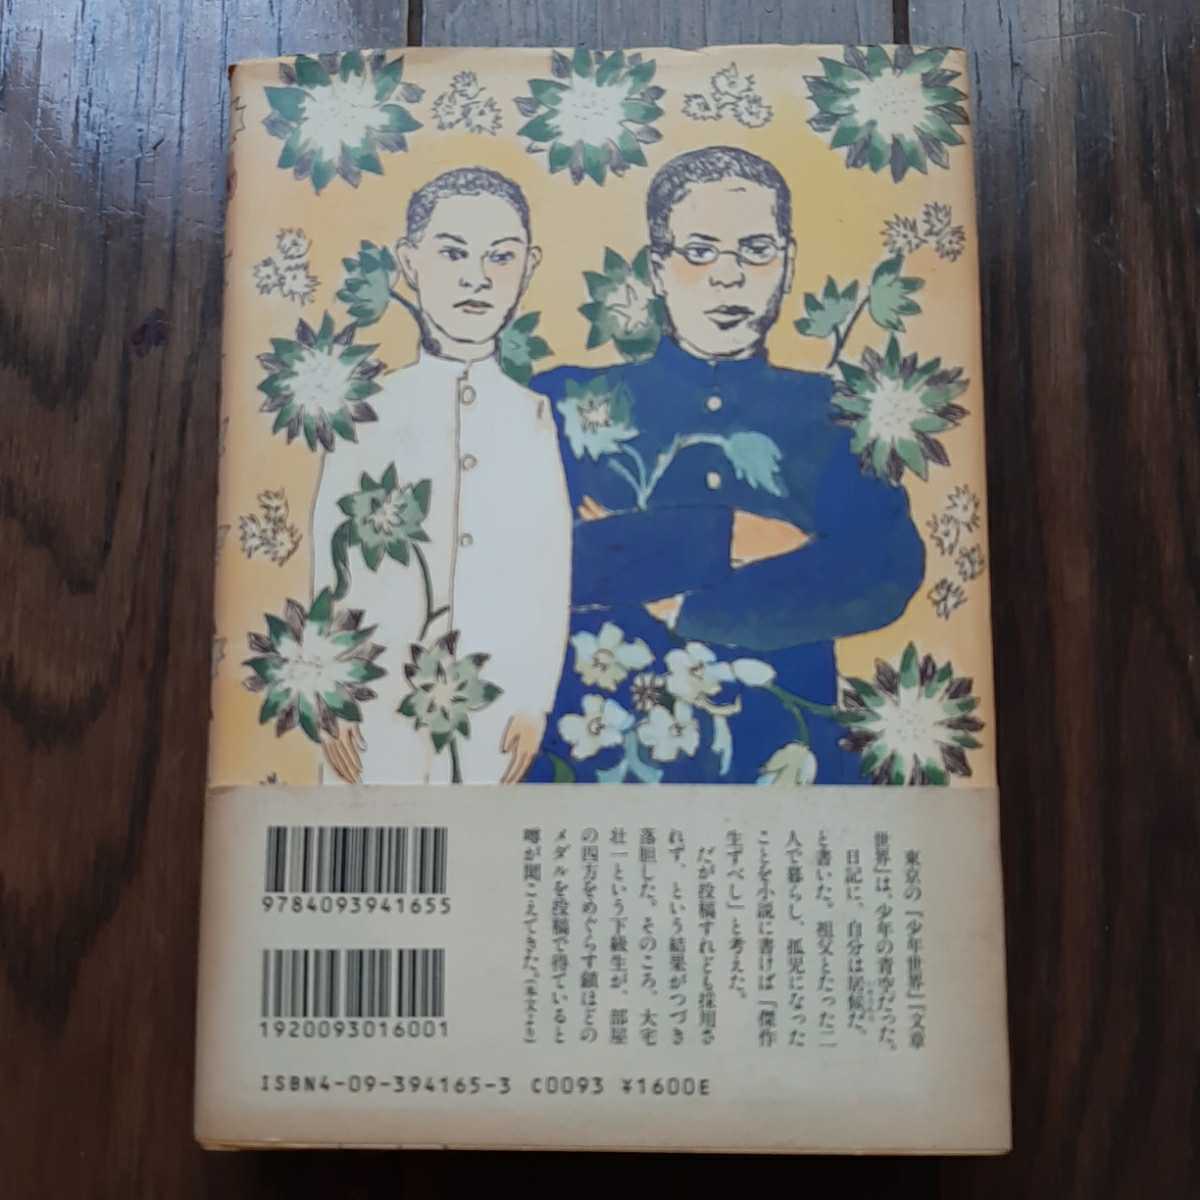 東京の『少年世界』『文章
世界』は、少年の青空だった。
日記に、自分は居候だ、
と書いた。祖父とたった二
人で暮らし、孤児になった
ことを小説に書けば『傑作
生ずべし』と考えた。
だが投稿すれども採用さ
れず、という結果がつづき
落胆した。そのころ、大宅
壮一という下級生が、部屋
の四方をめぐらす鎖ほどの
メダルを投稿で得ていると
噂が聞こえてきた。(本文より)
9784093941655
1920093016001
ISBN4-09-394165-3 C0093 ¥1600E